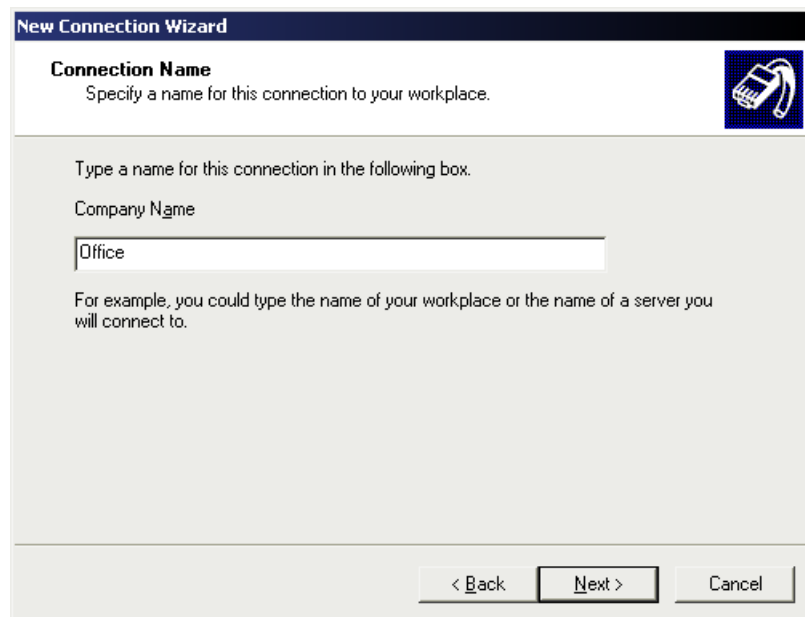 New Connection Wizard
Connection Name
Specify a name for this connection to your workplace.
Type a name for this connection in the following box.
Company Name
Office
For example, you could type the name of your workplace or the name of a server you
will connect to.
< Back Next > Cancel